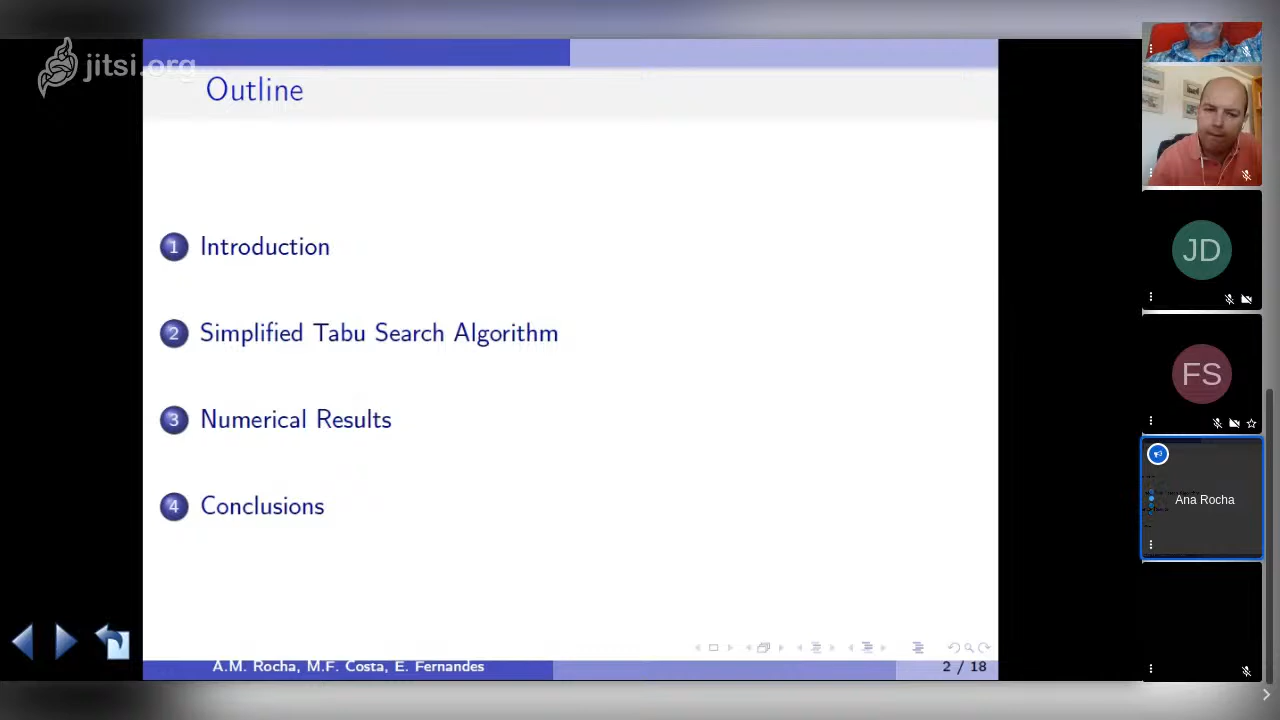 jitsi.org
Outline
1 Introduction
2 Simplified Tabu Search Algorithm
3 Numerical Results
4 Conclusions
A.M. Rocha, M.F. Costa, E. Fernandes
2 / 18
JD
FS
Ana Rocha